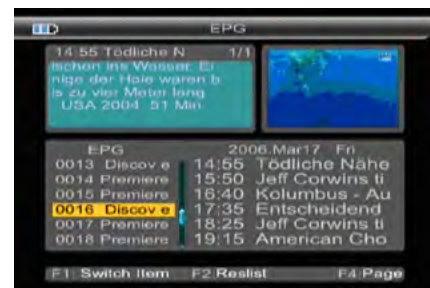 EPG
14:55 Tödliche N 1/1
ischen ins Wasser. Ei
nige der Haie waren b
is zu vier Meter lang
USA 2004 51 Min.
EPG 2006.Mar17 Fri
0013 Discov e 14:55 Tödliche Nähe
0014 Premiere 15:50 Jeff Corwins ti
0015 Premiere 16:40 Kolumbus - Au
0016 Discov e 17:35 Entscheidend
0017 Premiere 18:25 Jeff Corwins ti
0018 Premiere 19:15 American Cho
F1 Switch Item F2:Reslist F4:Page